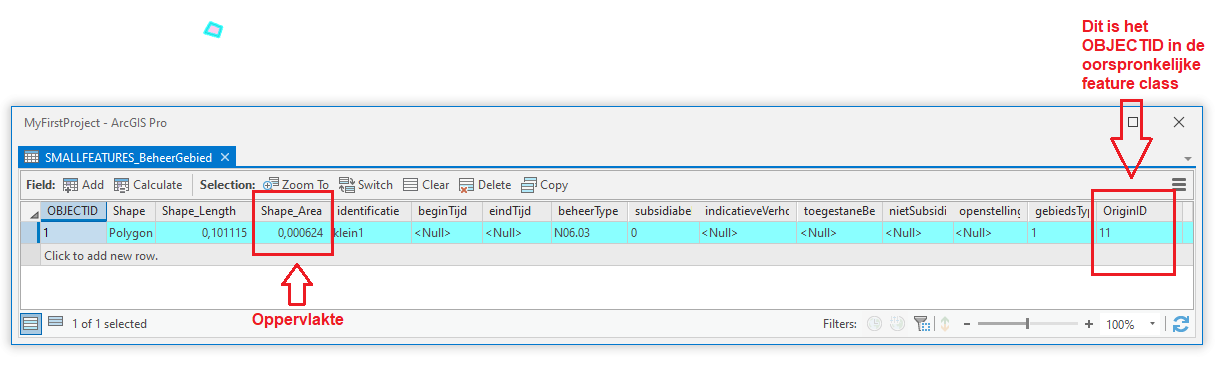 Dit is het
OBJECTID in de
oorspronkelijke
feature class
MyFirstProject - ArcGIS Pro
SMALLFEATURES_BeheerGebied
Field: Add Calculate Selection: Zoom To Switch Clear Delete Copy
OBJECTID Shape Shape_Length Shape_Area identificatie beginTijd eindTijd beheerType subsidiabe indicatieveVerho toegestaneBe nietSubsidi openstelling gebiedsTy OriginID
1 Polygon 0,101115 0,000624 klein1 <Null> <Null> N06.03 0 <Null> <Null> <Null> <Null> 1 11
Click to add new row.
Oppervlakte
1 of 1 selected Filters: 100%